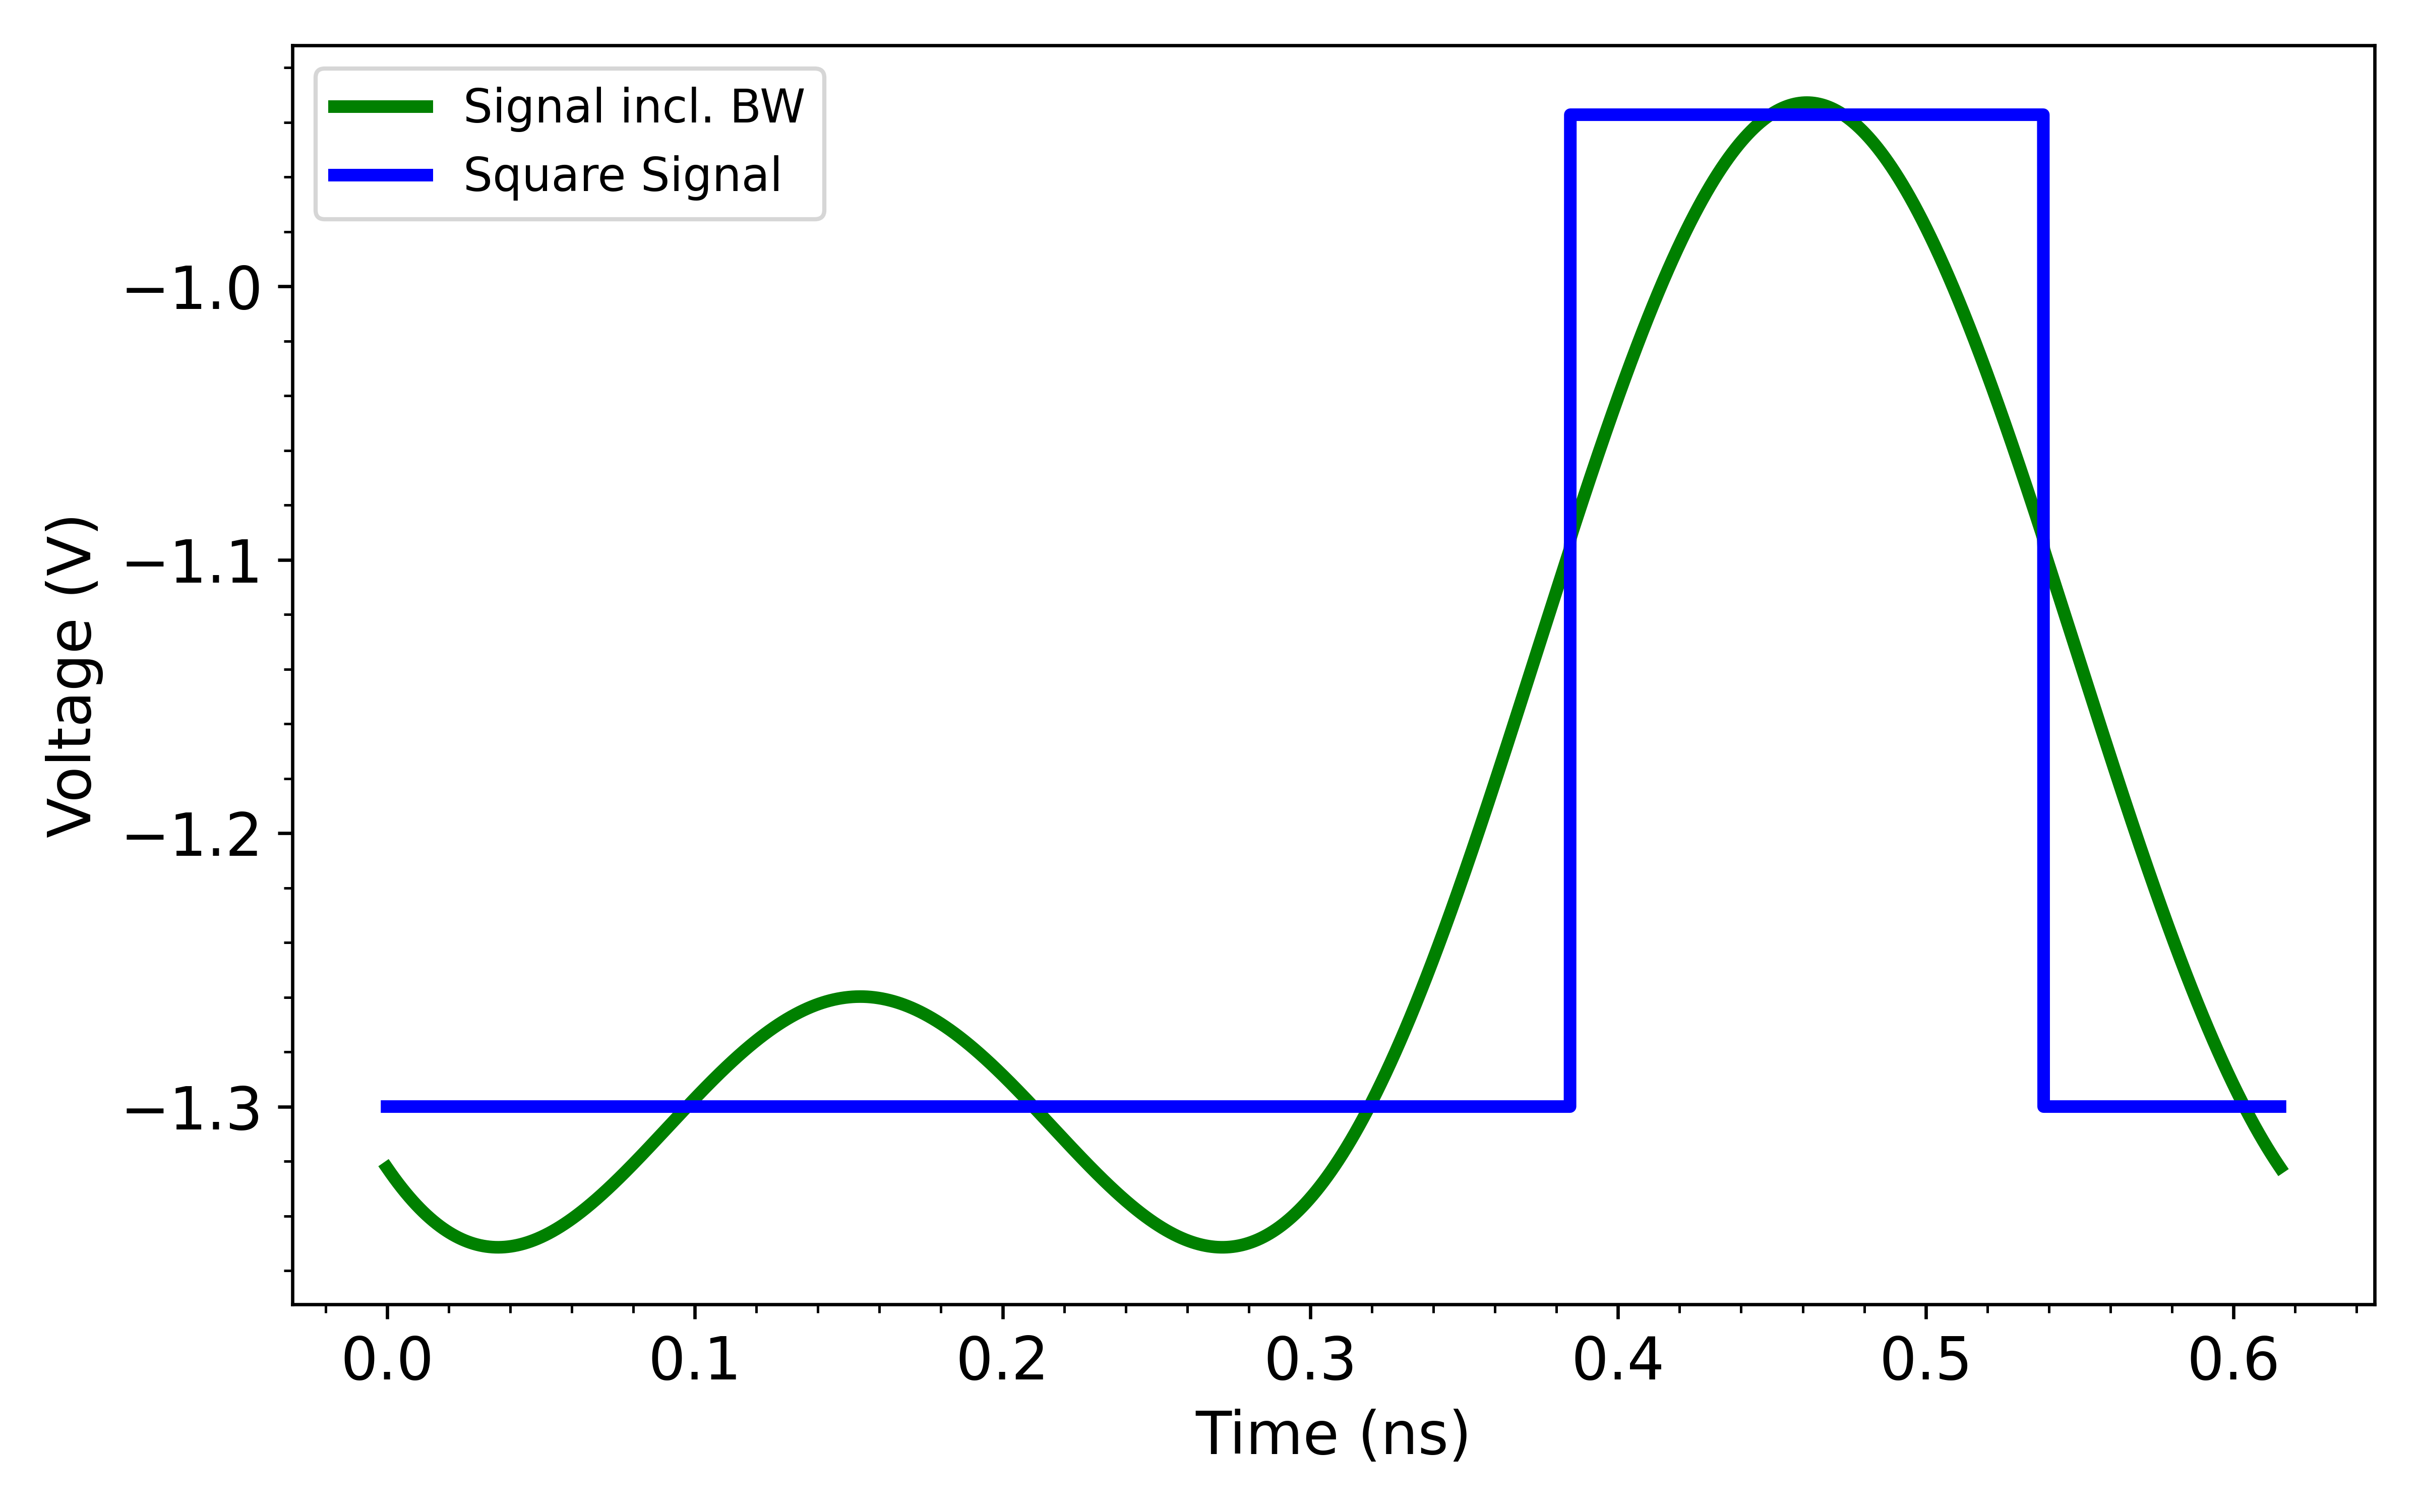 Signal incl. BW
Square Signal
−1.0
−1.1
−1.2
−1.3
Voltage (V)
0.0 0.1 0.2 0.3 0.4 0.5 0.6
Time (ns)